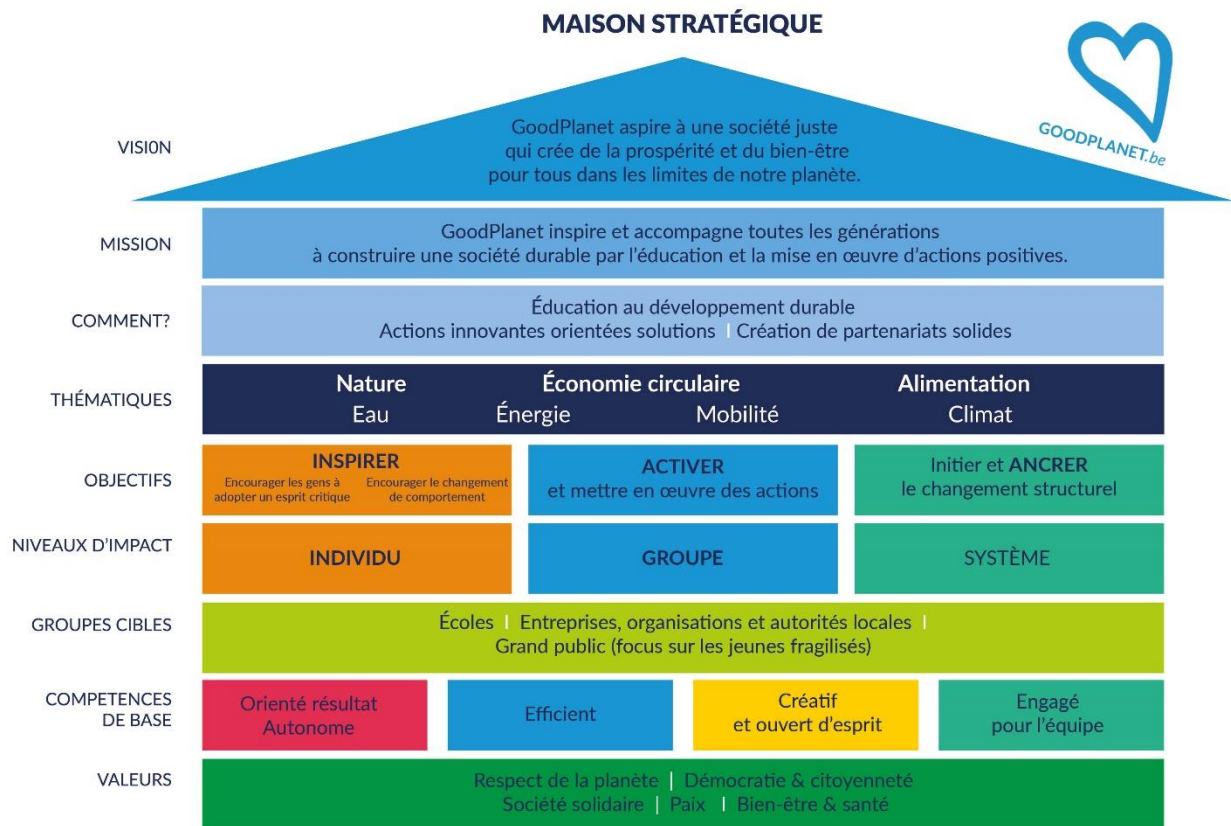 MAISON STRATÉGIQUE
GOODPLANET.be
VISION
GoodPlanet aspire à une société juste
qui crée de la prospérité et du bien-être
pour tous dans les limites de notre planète.
MISSION
GoodPlanet inspire et accompagne toutes les générations
à construire une société durable par l'éducation et la mise en œuvre d'actions positives.
COMMENT?
Éducation au développement durable
Actions innovantes orientées solutions | Création de partenariats solides
THÉMATIQUES
Nature Économie circulaire Alimentation
Eau Énergie Mobilité Climat
OBJECTIFS
INSPIRER
Encourager les gens à
adopter un esprit critique
Encourager le changement
de comportement
ACTIVER
et mettre en œuvre des actions
Initier et ANCRER
le changement structurel
NIVEAUX D'IMPACT
INDIVIDU
GROUPE
SYSTÈME
GROUPES CIBLES
Écoles | Entreprises, organisations et autorités locales |
Grand public (focus sur les jeunes fragilisés)
COMPETENCES
DE BASE
Orienté résultat
Autonome
Efficient
Créatif
et ouvert d'esprit
Engagé
pour l'équipe
VALEURS
Respect de la planète | Démocratie & citoyenneté
Société solidaire | Paix | Bien-être & santé